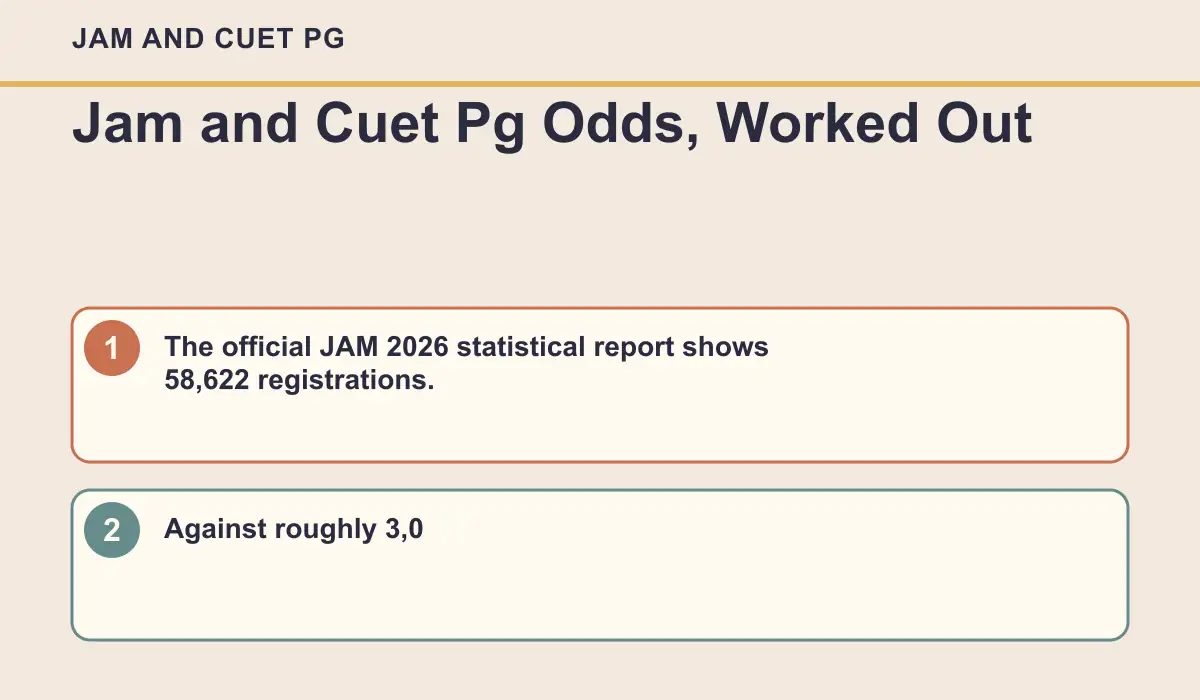 JAM AND CUET PG
Jam and Cuet Pg Odds, Worked Out
1
The official JAM 2026 statistical report shows
58,622 registrations.
2
Against roughly 3,0